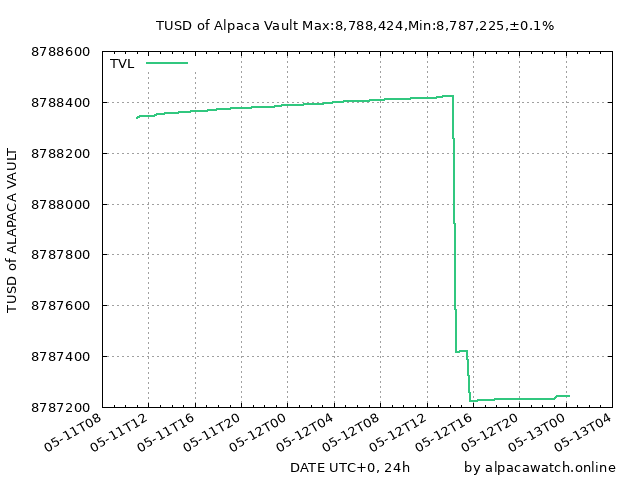 TUSD of Alpaca Vault Max:8,788,424,Min:8,787,225,±0.1%
TVL
8788600
8788400
8788200
8788000
8787800
8787600
8787400
8787200
TUSD of ALAPACA VAULT
05-11T08
05-11T12
05-11T16
05-11T20
05-12T00
05-12T04
05-12T08
05-12T12
05-12T16
05-12T20
05-13T00
05-13T04
DATE UTC+0, 24h
by alpacawatch.online